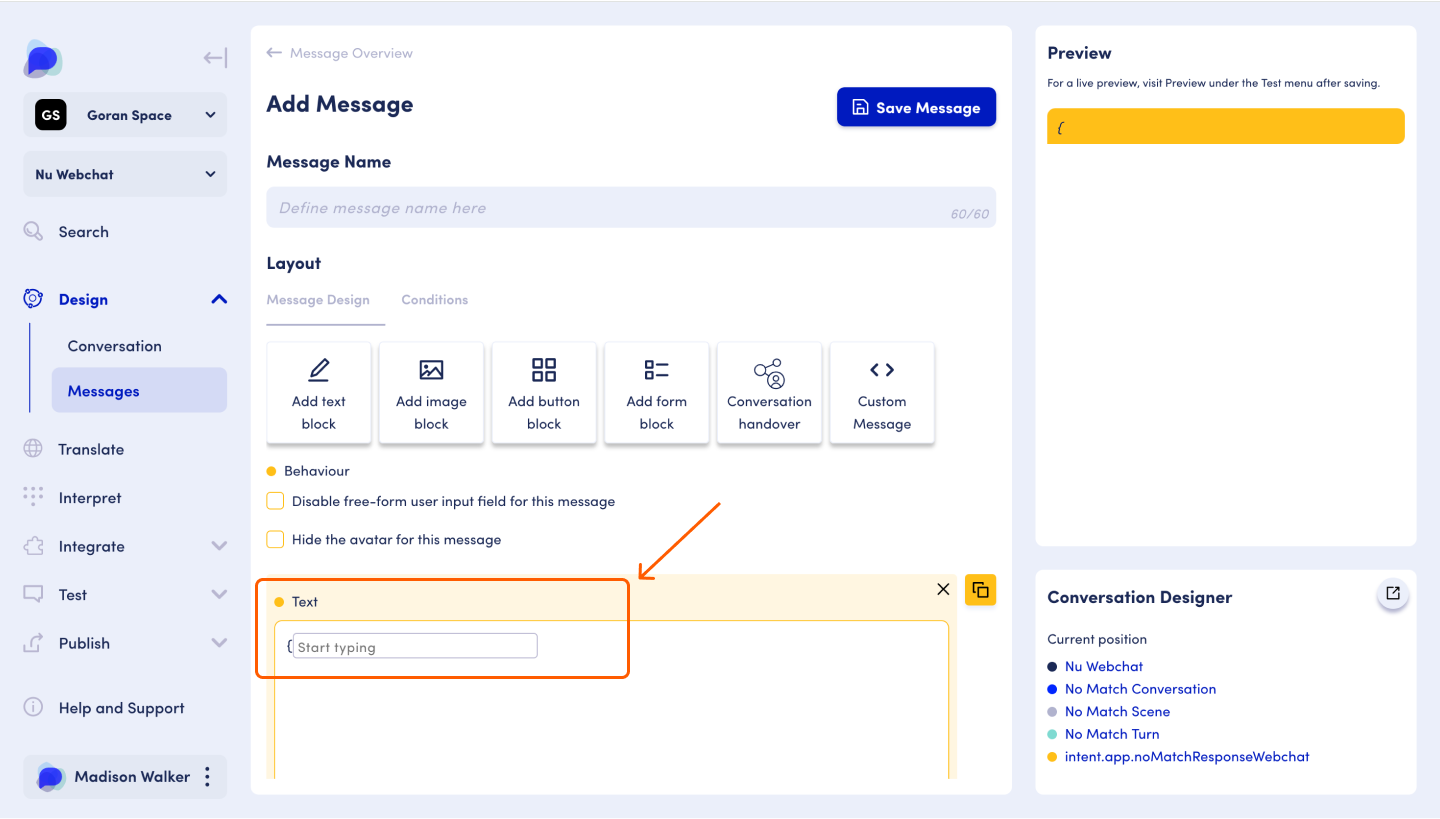 GS
Goran Space
Nu Webchat
Search
Design
Conversation
Messages
Translate
Interpret
Integrate
Test
Publish
Help and Support
Madison Walker
Message Overview
Add Message
Save Message
Message Name
Define message name here
60/60
Layout
Message Design
Conditions
Add text
block
Add image
block
Add button
block
Add form
block
Conversation
handover
Custom
Message
Behaviour
Disable free-form user input field for this message
Hide the avatar for this message
Text
{Start typing
Preview
For a live preview, visit Preview under the Test menu after saving.
{
Conversation Designer
Current position
Nu Webchat
No Match Conversation
No Match Scene
No Match Turn
intent.app.noMatchResponseWebchat